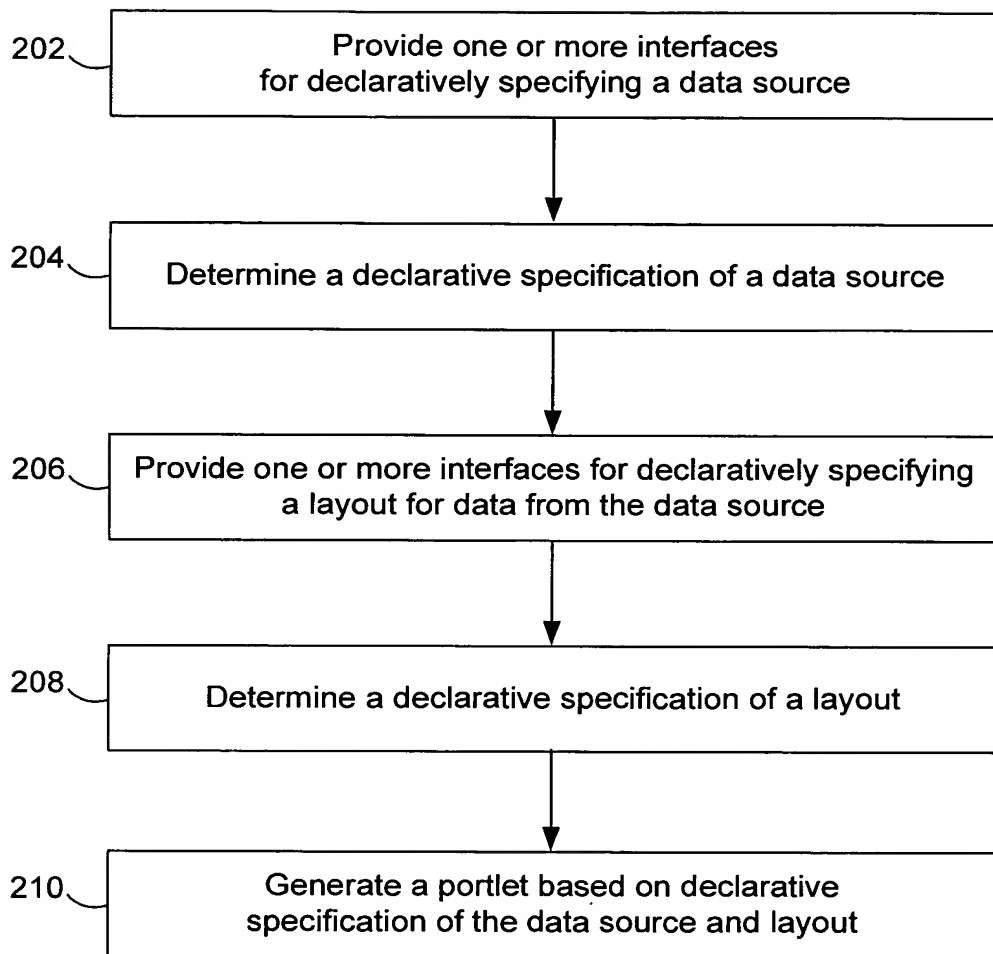 202
Provide one or more interfaces
for declaratively specifying a data source
204
Determine a declarative specification of a data source
206
Provide one or more interfaces for declaratively specifying
a layout for data from the data source
208
Determine a declarative specification of a layout
210
Generate a portlet based on declarative
specification of the data source and layout